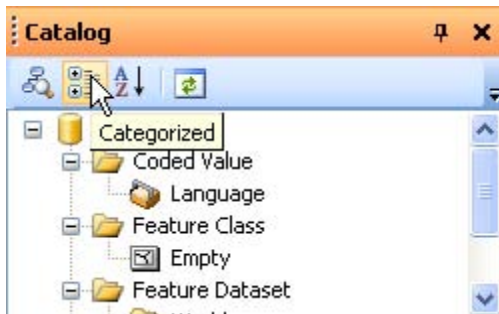 Catalog
Categorized
Coded Value
Language
Feature Class
Empty
Feature Dataset